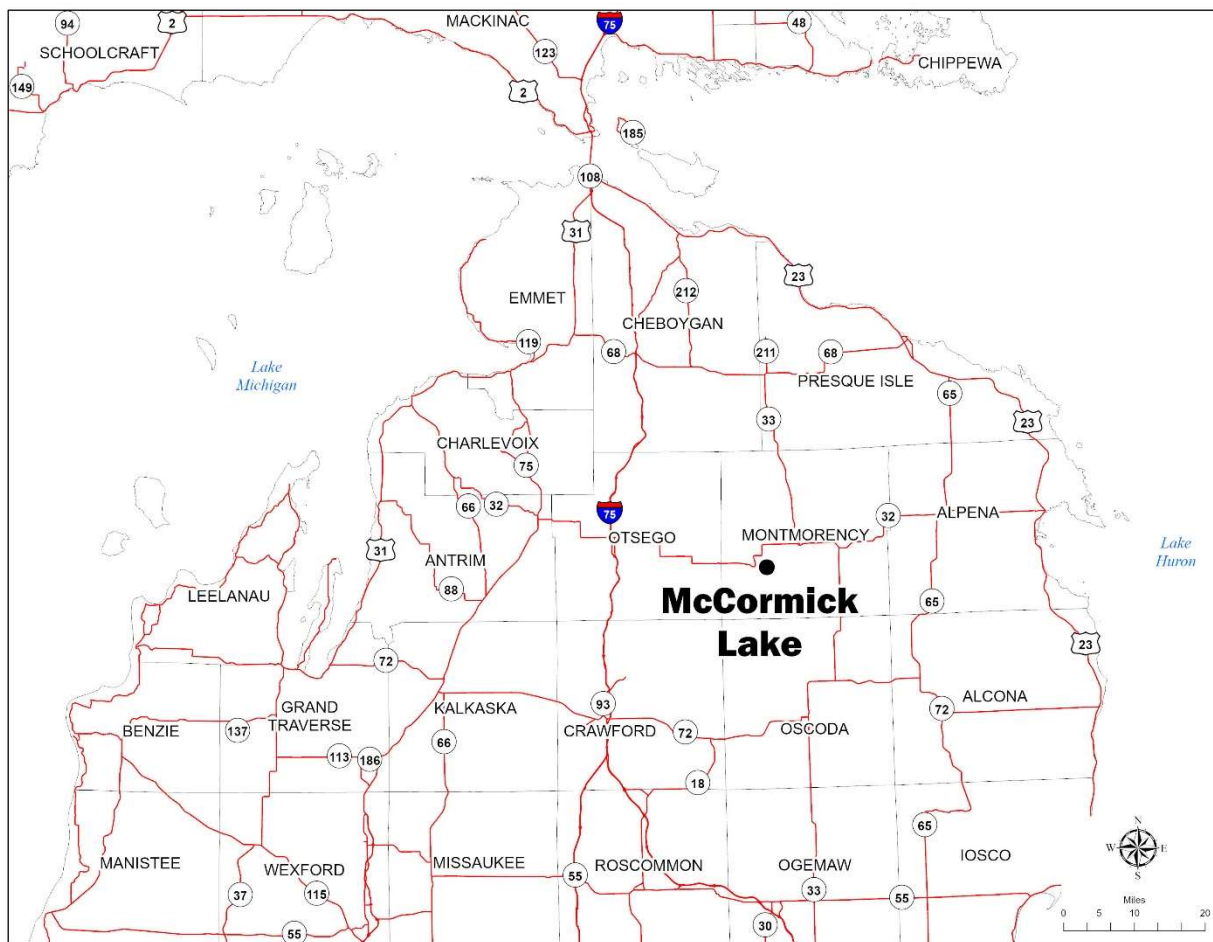 94
2
MACKINAC
75
48
SCHOOLCRAFT
123
CHIPPEWA
149
2
185
108
31
23
EMMET
212
CHEBOYGAN
119
68
211
68
Lake
Michigan
PRESQUE ISLE
65
33
23
CHARLEVOIX
75
66
32
75
32
ALPENA
OTSEGO
MONTMORENCY
31
ANTRIM
Lake
Huron
88
LEELANAU
McCormick
Lake
65
23
72
GRAND
TRAVERSE
KALKASKA
93
ALCONA
72
BENZIE
137
66
CRAWFORD
72
OSCODA
113
186
18
65
MANISTEE
WEXFORD
MISSAUKEE
ROSCOMMON
OGEMAW
IOSCO
N
W
E
S
55
37
115
33
55
55
30
Miles
0
5
10
20